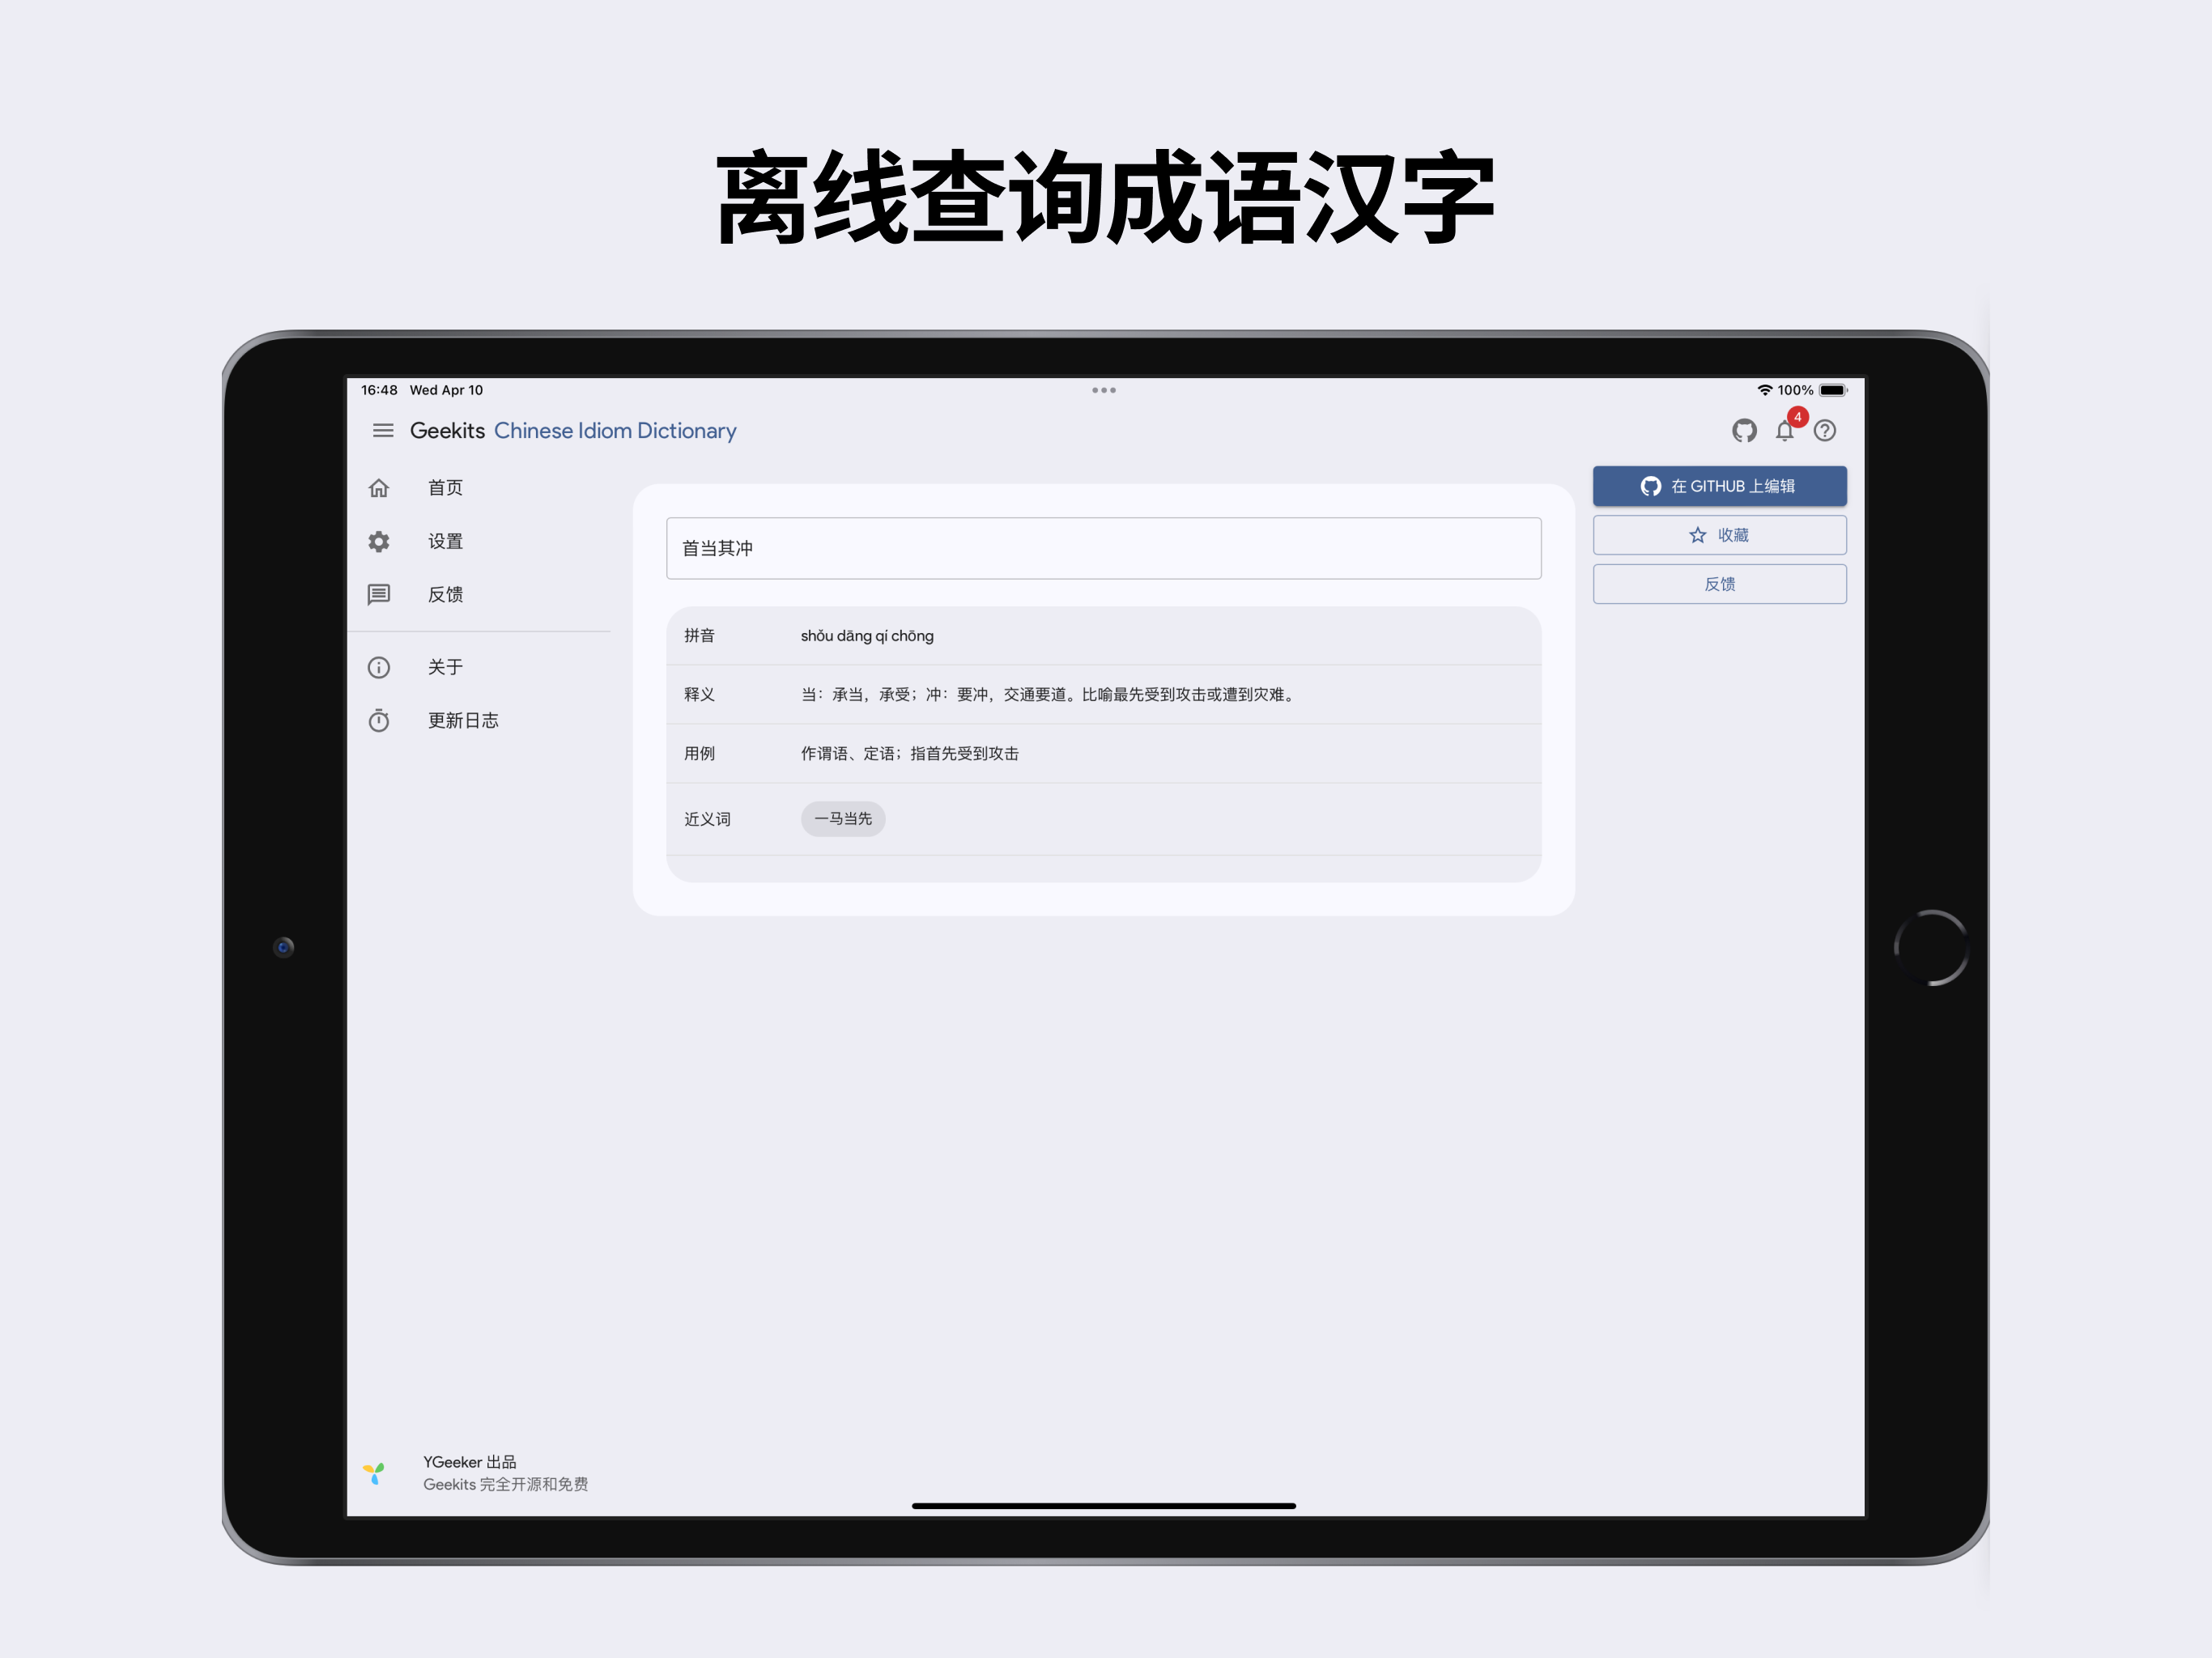 离线查询成语汉字
16:48 Wed Apr 10
100%
Geekits Chinese Idiom Dictionary
4
首页
设置
反馈
关于
更新日志
首当其冲
拼音 shǒu dāng qí chōng
释义 当：承当，承受；冲：要冲，交通要道。比喻最先受到攻击或遭到灾难。
用例 作谓语、定语；指首先受到攻击
近义词 一马当先
在 GITHUB 上编辑
收藏
反馈
YGeeker 出品
Geekits 完全开源和免费